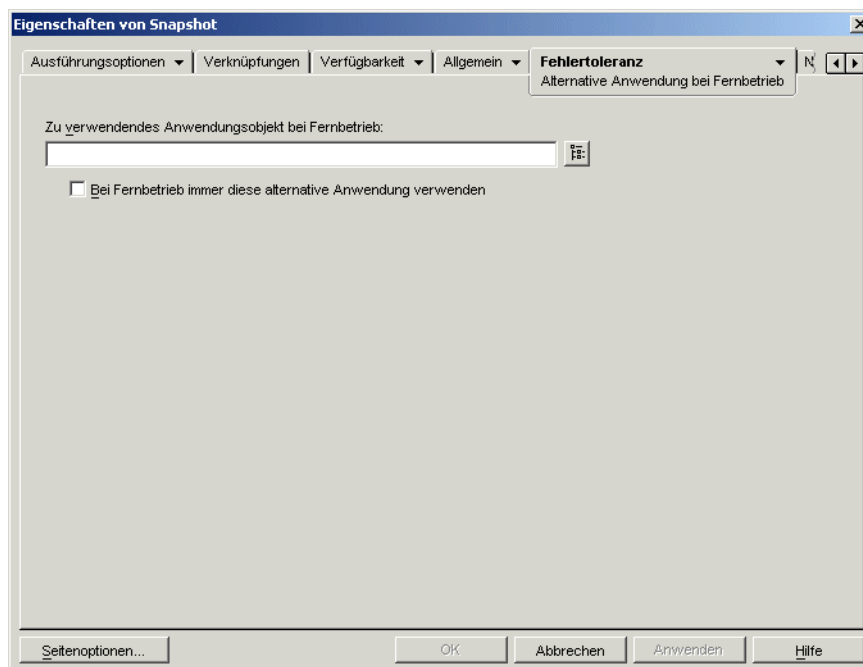 Eigenschaften von Snapshot
Ausführungsoptionen Verknüpfungen Verfügbarkeit Allgemein Fehlertoleranz
Alternative Anwendung bei Fernbetrieb
Zu verwendendes Anwendungsobjekt bei Fernbetrieb:
Bei Fernbetrieb immer diese alternative Anwendung verwenden
Seitenoptionen... OK Abbrechen Anwenden Hilfe